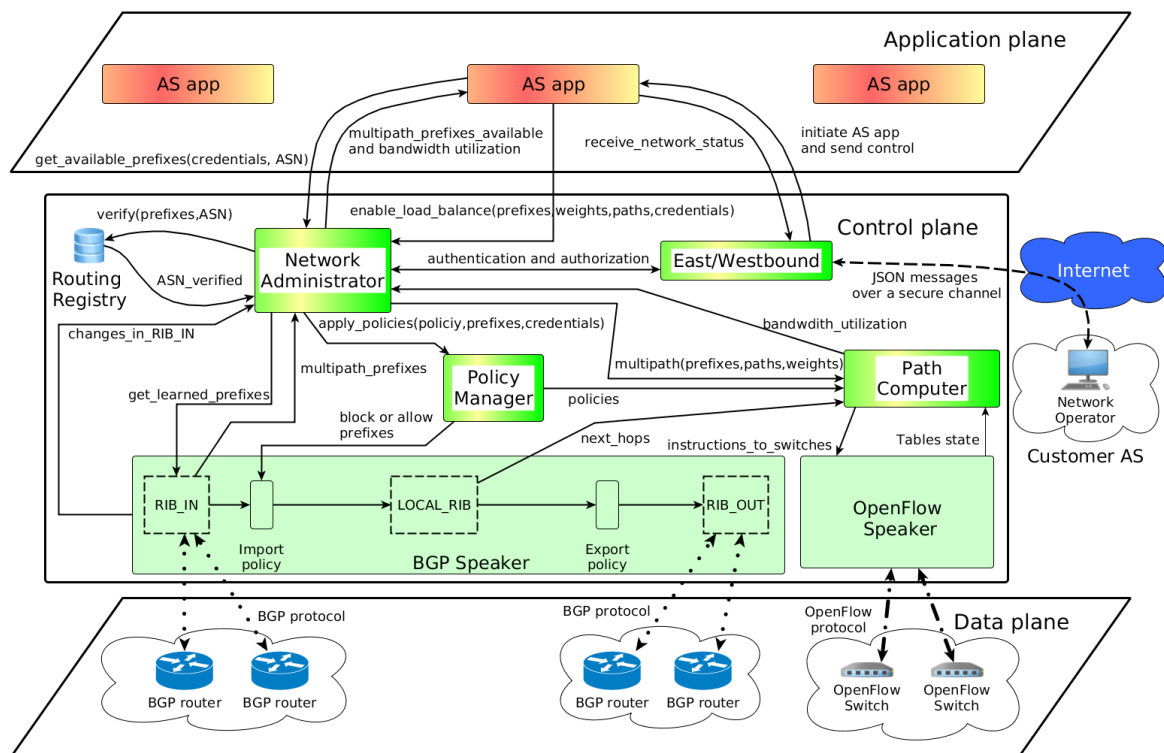 Application plane
AS app
AS app
AS app
multipath_prefixes_available
and bandwidth utilization
receive_network_status
initiate AS app
and send control
get_available_prefixes(credentials, ASN)
verify(prefixes,ASN)
enable_load_balance(prefixes,weights,paths,credentials)
Control plane
Routing
Registry
ASN_verified
Network
Administrator
authentication and authorization
East/Westbound
JSON messages
over a secure channel
Internet
changes_in_RIB_IN
apply_policies(policiy,prefixes,credentials)
bandwdith_utilization
multipath_prefixes
multipath(prefixes,paths,weights)
get_learned_prefixes
Policy
Manager
policies
Path
Computer
Network
Operator
Customer AS
block or allow
prefixes
next_hops
instructions_to_switches
Tables state
RIB_IN
LOCAL_RIB
RIB_OUT
OpenFlow
Speaker
Import
policy
BGP Speaker
Export
policy
BGP protocol
BGP protocol
OpenFlow
protocol
Data plane
BGP router
BGP router
BGP router
BGP router
OpenFlow
Switch
OpenFlow
Switch